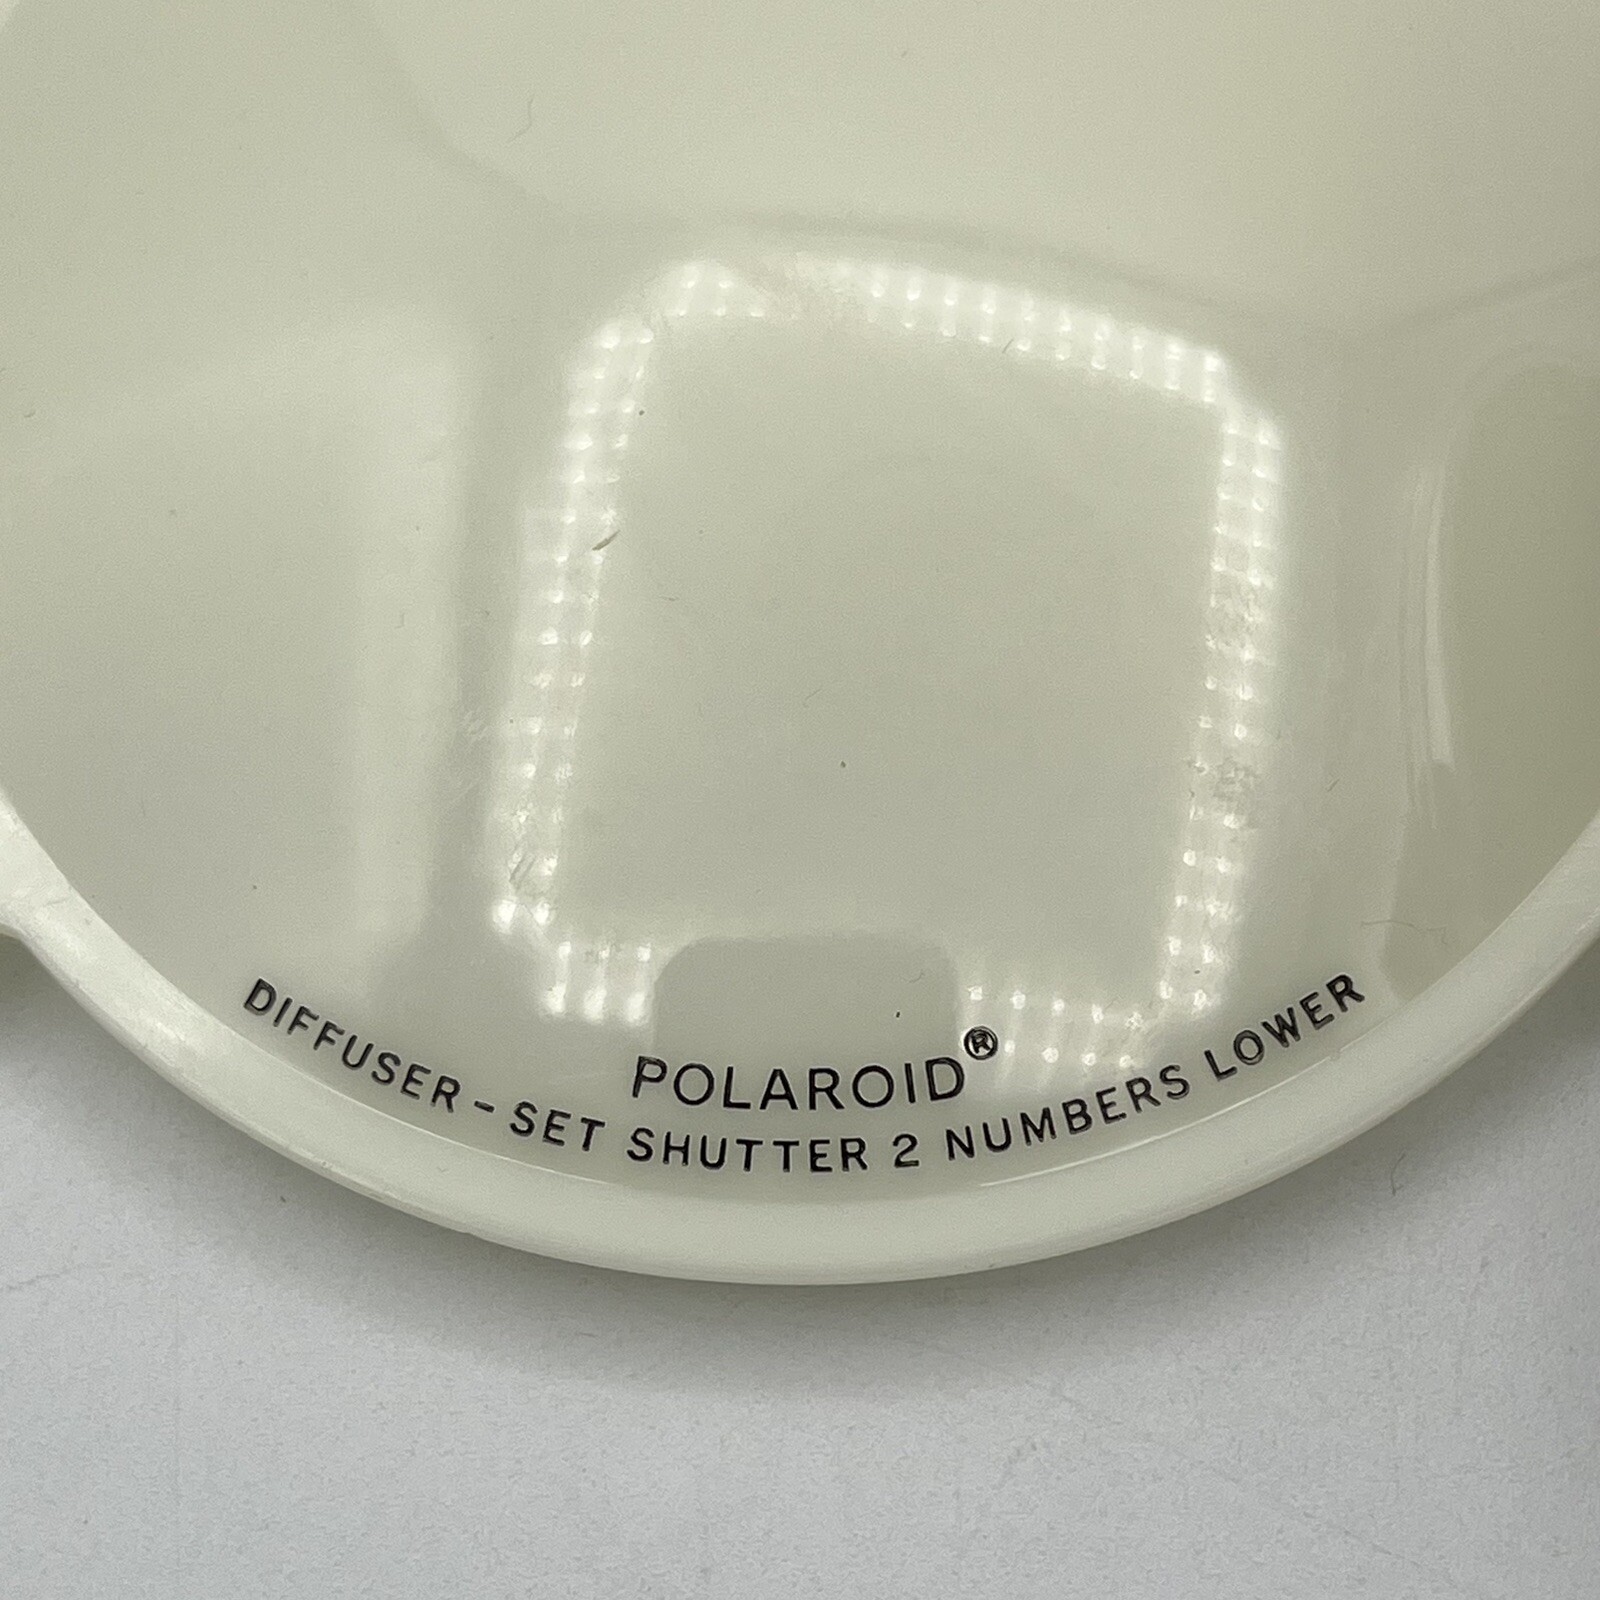 POLAROID®
DIFFUSER - SET SHUTTER 2 NUMBERS LOWER